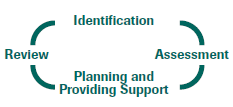 Identification
Review
Assessment
Planning and
Providing Support